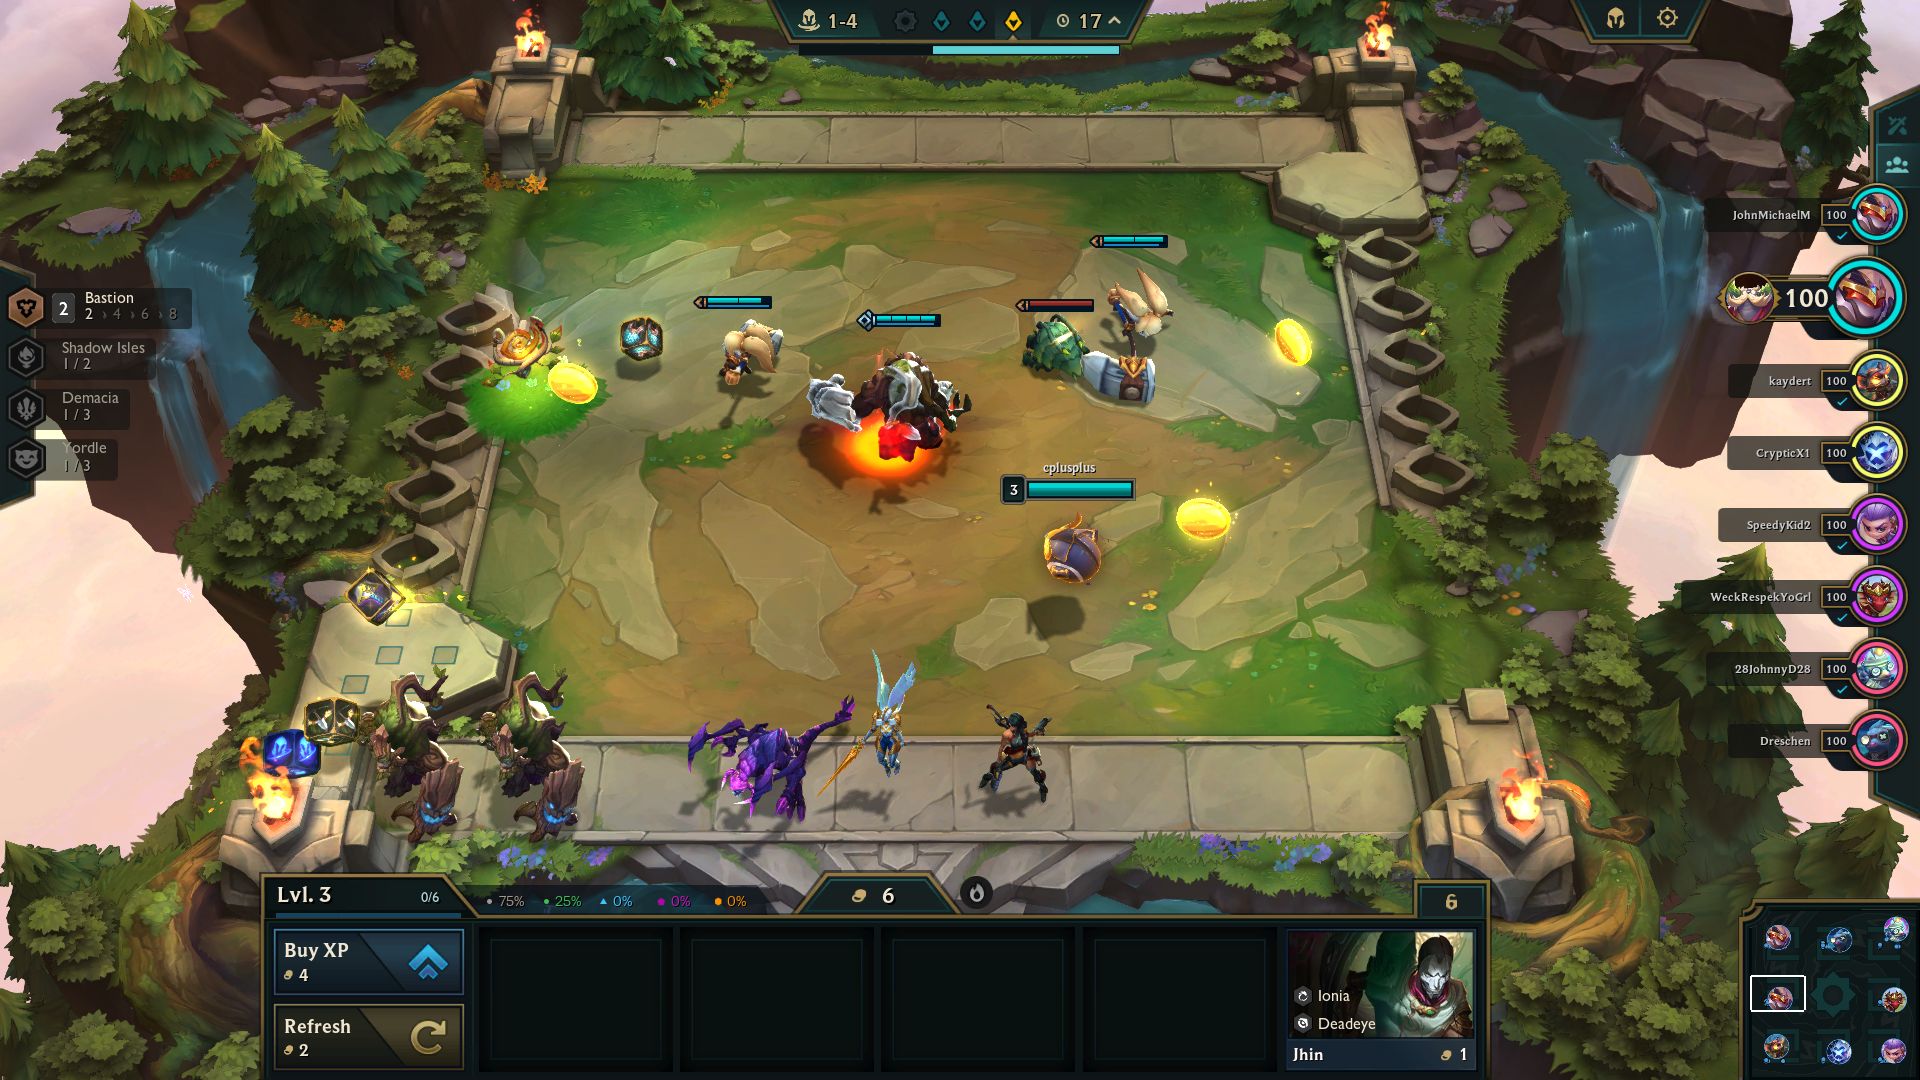 1-4
17
JohnMichaelM 100
100
kaydert 100
CrypticX1 100
SpeedyKid2 100
WeckRespekYoGrl 100
28JohnnyD28 100
Dreschen 100
2 Bastion
2 › 4 › 6 › 8
Shadow Isles
1 / 2
Demacia
1 / 3
Yordle
1 / 3
cplusplus
3
Lvl. 3 0/6
75% 25% 0% 0% 0%
6
6
Buy XP
4
Refresh
2
Ionia
Deadeye
Jhin 1